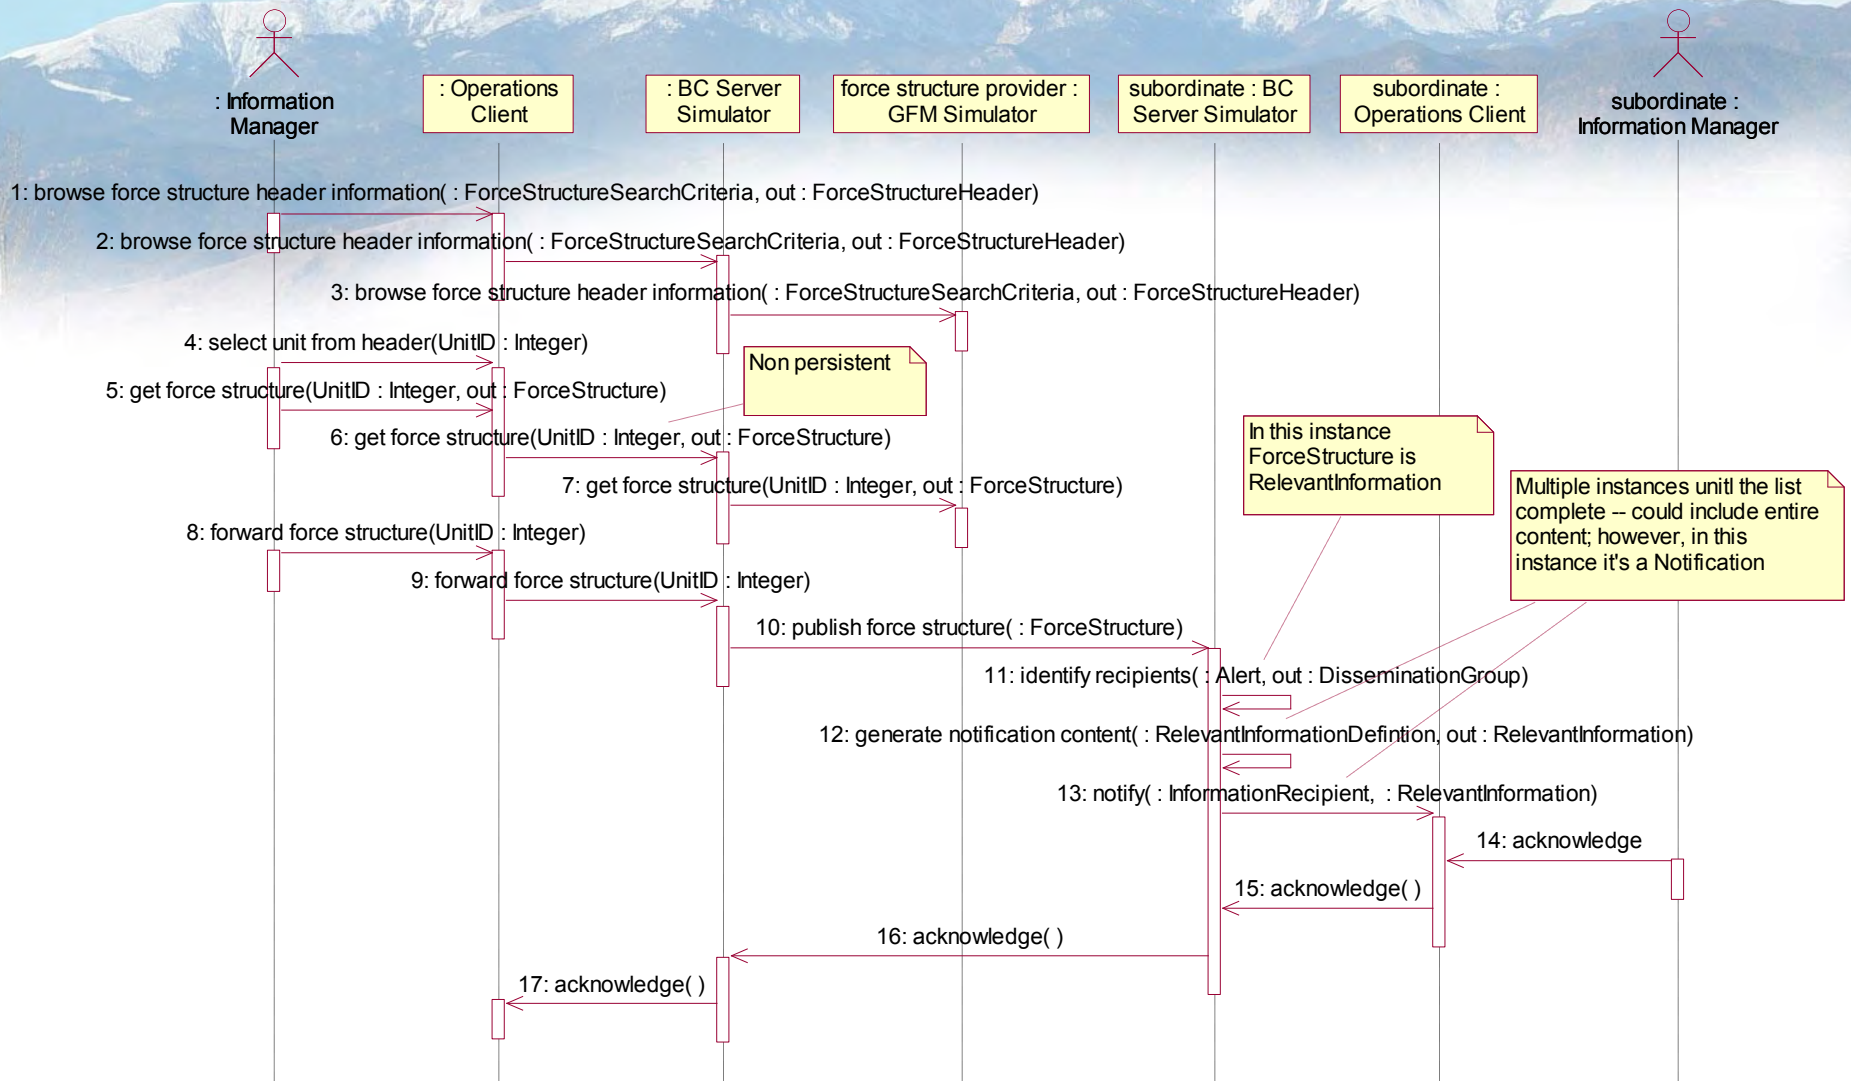 : Information
Manager
: Operations
Client
: BC Server
Simulator
force structure provider :
GFM Simulator
subordinate : BC
Server Simulator
subordinate :
Operations Client
subordinate :
Information Manager
1: browse force structure header information( : ForceStructureSearchCriteria, out : ForceStructureHeader)
2: browse force structure header information( : ForceStructureSearchCriteria, out : ForceStructureHeader)
3: browse force structure header information( : ForceStructureSearchCriteria, out : ForceStructureHeader)
4: select unit from header(UnitID : Integer)
Non persistent
5: get force structure(UnitID : Integer, out : ForceStructure)
6: get force structure(UnitID : Integer, out : ForceStructure)
In this instance
ForceStructure is
RelevantInformation
7: get force structure(UnitID : Integer, out : ForceStructure)
Multiple instances unitl the list
complete -- could include entire
content; however, in this
instance it's a Notification
8: forward force structure(UnitID : Integer)
9: forward force structure(UnitID : Integer)
10: publish force structure( : ForceStructure)
11: identify recipients( : Alert, out : DisseminationGroup)
12: generate notification content( : RelevantInformationDefintion, out : RelevantInformation)
13: notify( : InformationRecipient,  : RelevantInformation)
14: acknowledge
15: acknowledge( )
16: acknowledge( )
17: acknowledge( )